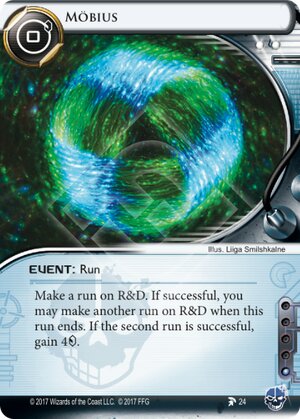 0
MÖBIUS
Illus. Liiga Smilshkalne
EVENT: Run
Make a run on R&D. If successful, you
may make another run on R&D when this
run ends. If the second run is successful,
gain 4.
© 2017 Wizards of the Coast LLC. © 2017 FFG
24